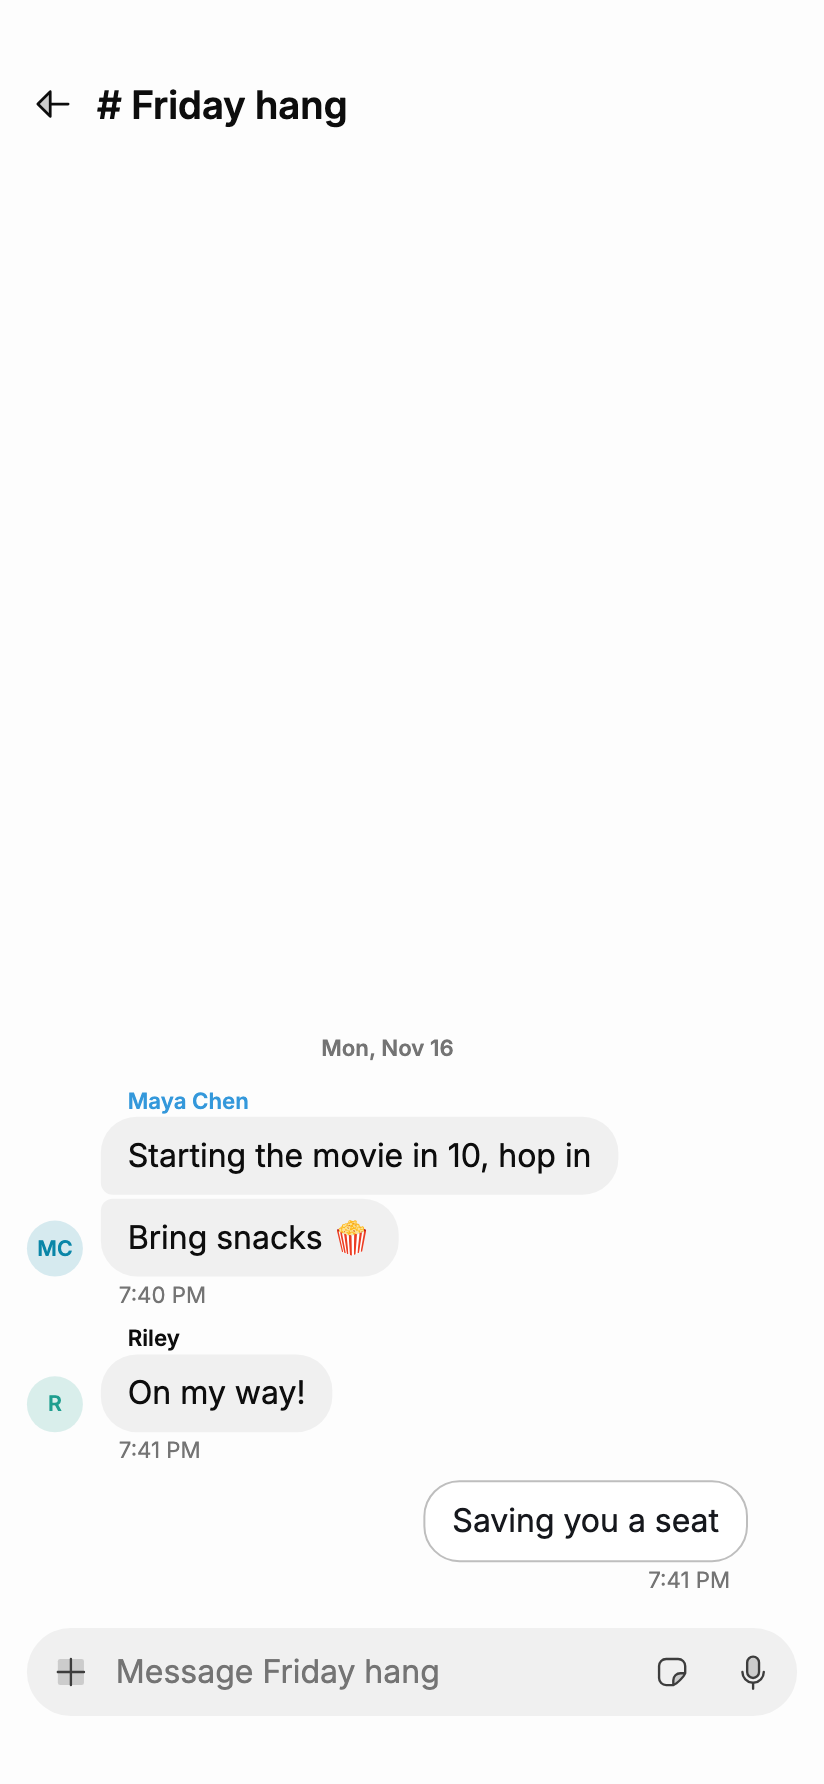 # Friday hang
Mon, Nov 16
Maya Chen
Starting the movie in 10, hop in
Bring snacks 🍿
MC
7:40 PM
Riley
On my way!
R
7:41 PM
Saving you a seat
7:41 PM
Message Friday hang